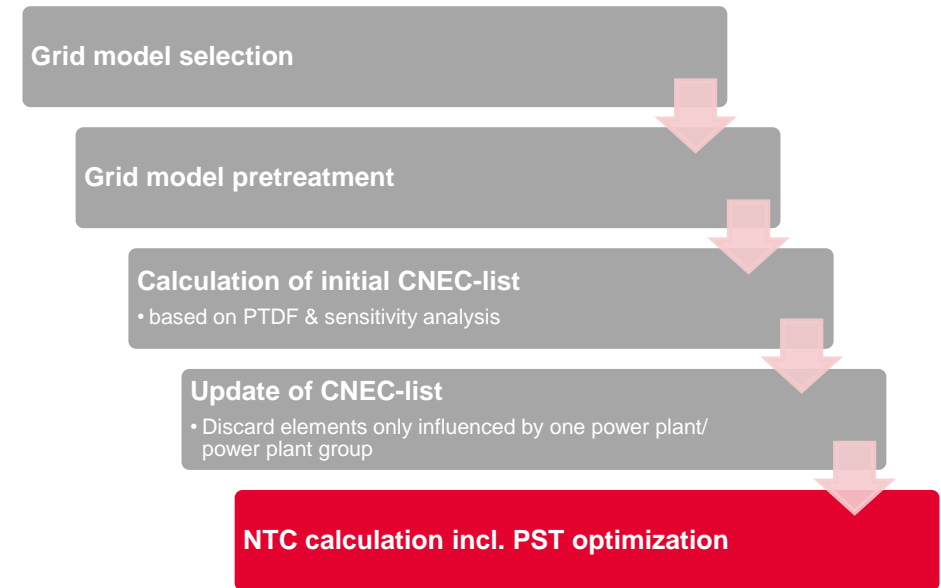 Grid model selection
Grid model pretreatment
Calculation of initial CNEC-list
• based on PTDF & sensitivity analysis
Update of CNEC-list
• Discard elements only influenced by one power plant/
power plant group
NTC calculation incl. PST optimization